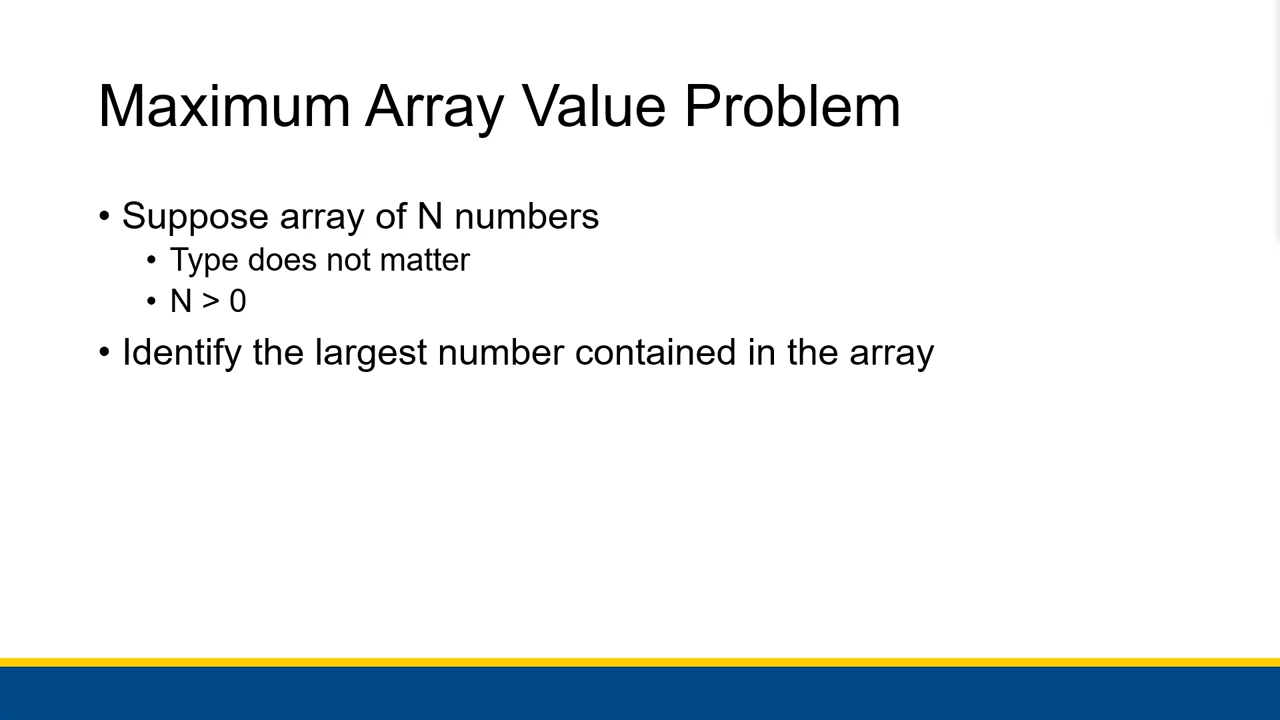 Maximum Array Value Problem
• Suppose array of N numbers
• Type does not matter
• N > 0
• Identify the largest number contained in the array